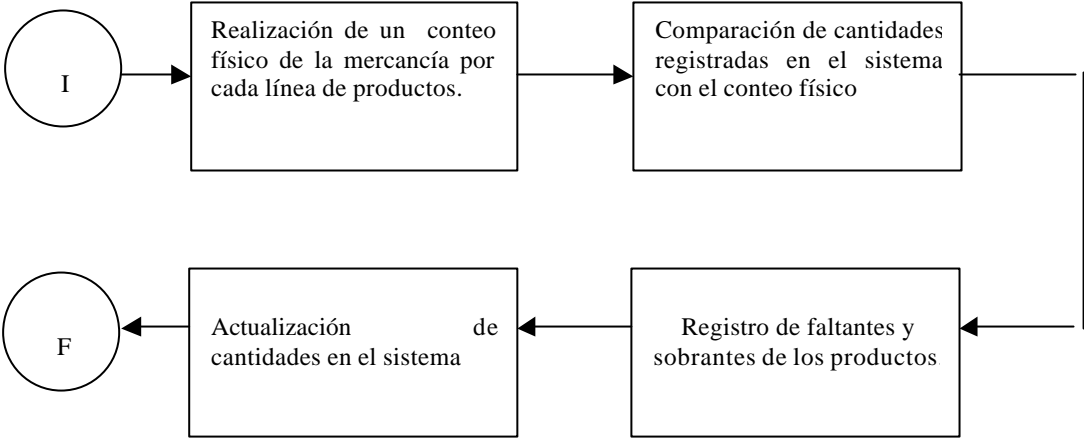 I
Realización de un conteo
físico de la mercancía por
cada línea de productos.
Comparación de cantidades
registradas en el sistema
con el conteo físico
F
Actualización de
cantidades en el sistema
Registro de faltantes y
sobrantes de los productos.